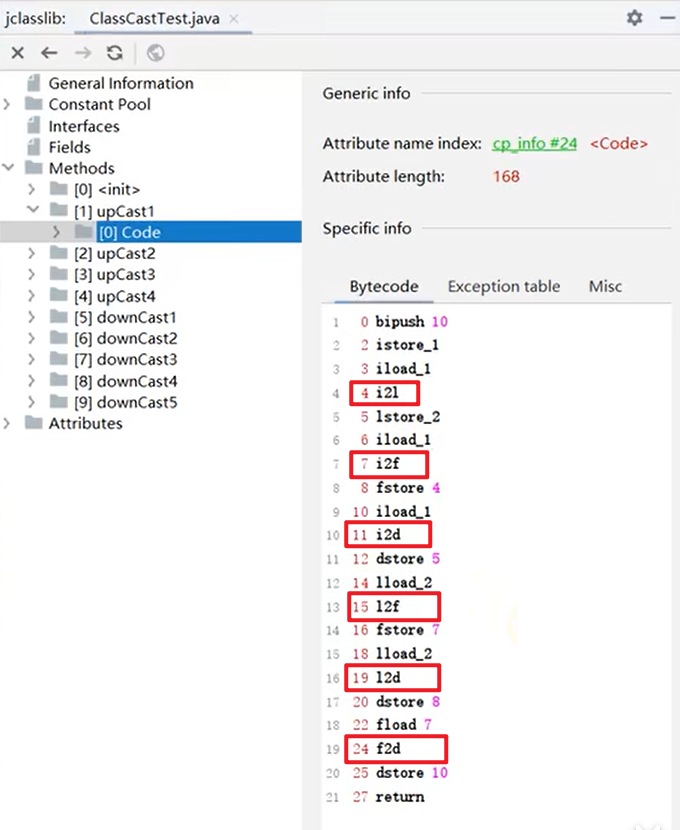 jclasslib: ClassCastTest.java
General Information
Constant Pool
Interfaces
Fields
Methods
[0] <init>
[1] upCast1
[0] Code
[2] upCast2
[3] upCast3
[4] upCast4
[5] downCast1
[6] downCast2
[7] downCast3
[8] downCast4
[9] downCast5
Attributes
Generic info
Attribute name index: cp_info #24 <Code>
Attribute length: 168
Specific info
Bytecode Exception table Misc
1 0 bipush 10
2 2 istore_1
3 3 iload_1
4 4 i2l
5 5 lstore_2
6 6 iload_1
7 7 i2f
8 8 fstore 4
9 10 iload_1
10 11 i2d
11 12 dstore 5
12 14 lload_2
13 15 l2f
14 16 fstore 7
15 18 lload_2
16 19 l2d
17 20 dstore 8
18 22 fload 7
19 24 f2d
20 25 dstore 10
21 27 return